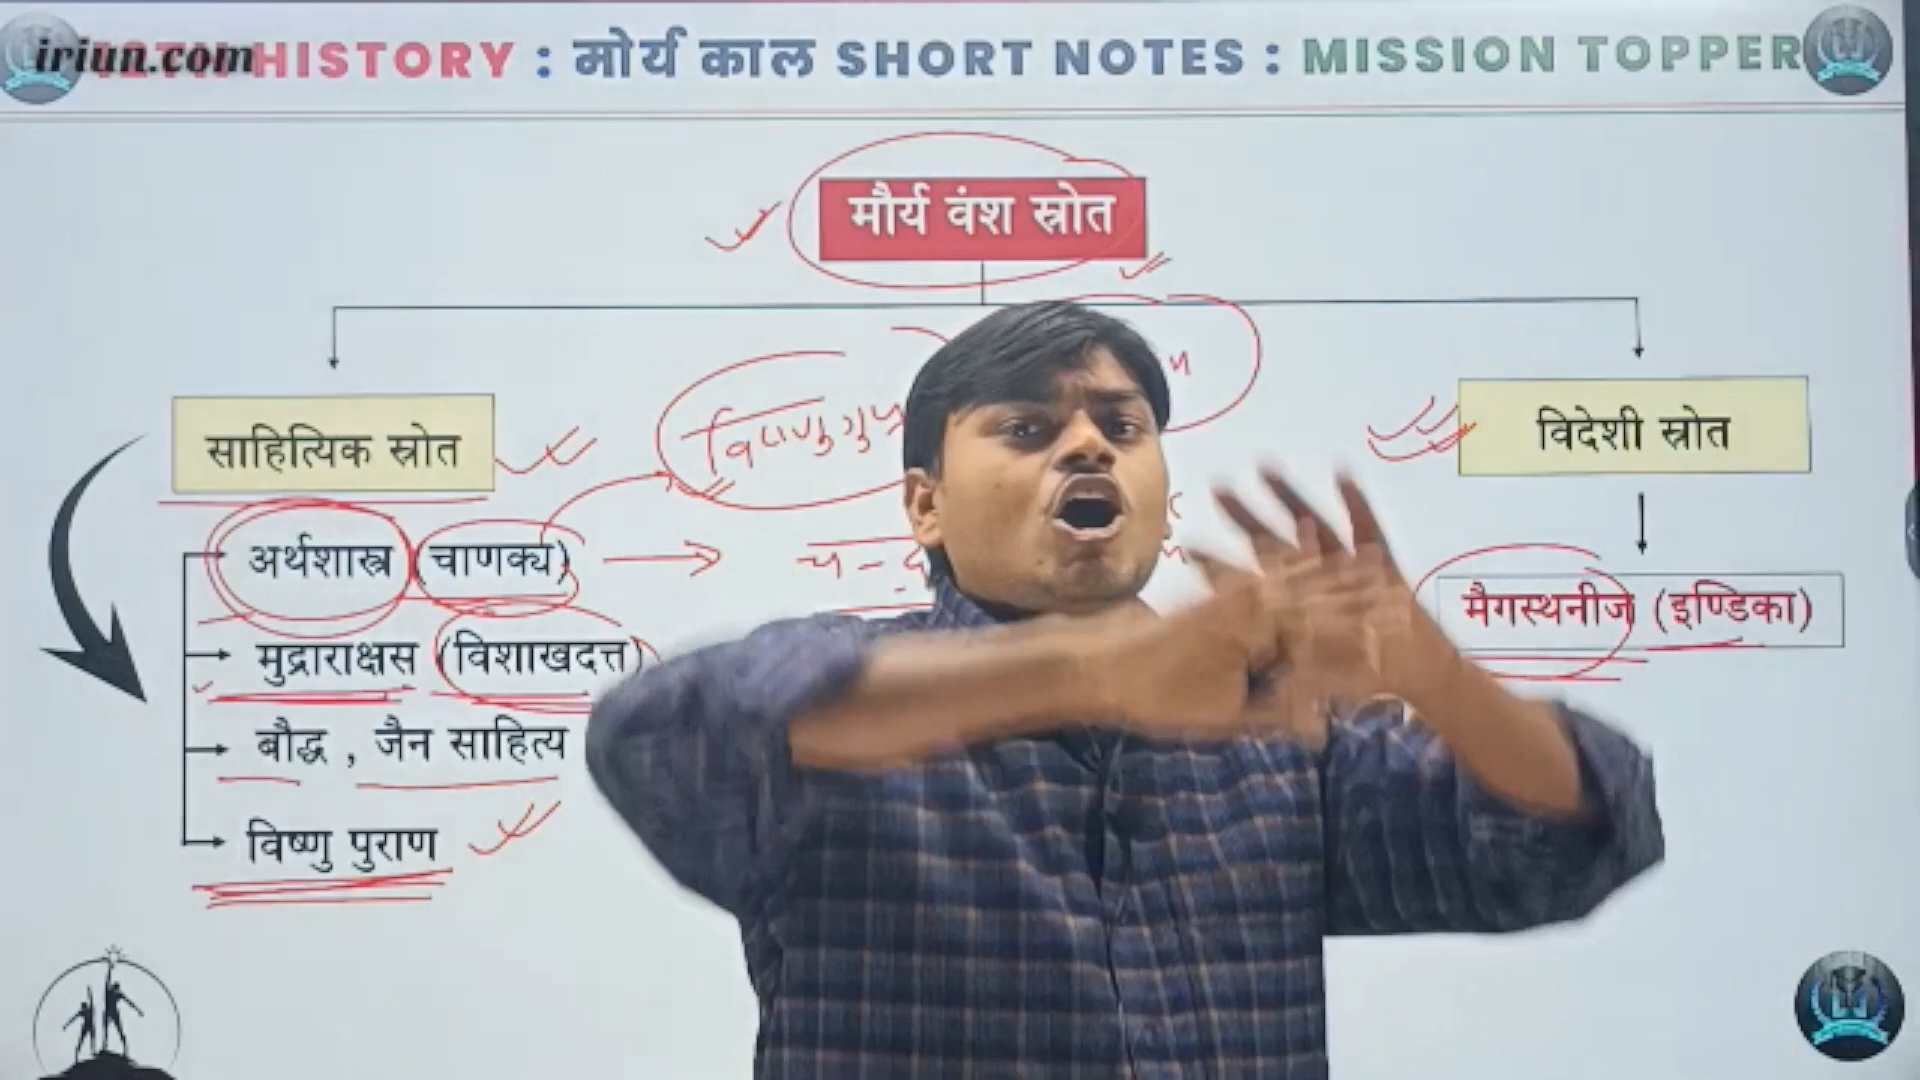 iriun.com HISTORY : मोर्य काल SHORT NOTES : MISSION TOPPER
मौर्य वंश स्रोत
साहित्यिक स्रोत
विदेशी स्रोत
अर्थशास्त्र (चाणक्य)
मुद्राराक्षस (विशाखदत्त)
बौद्ध , जैन साहित्य
विष्णु पुराण
मैगस्थनीज (इण्डिका)